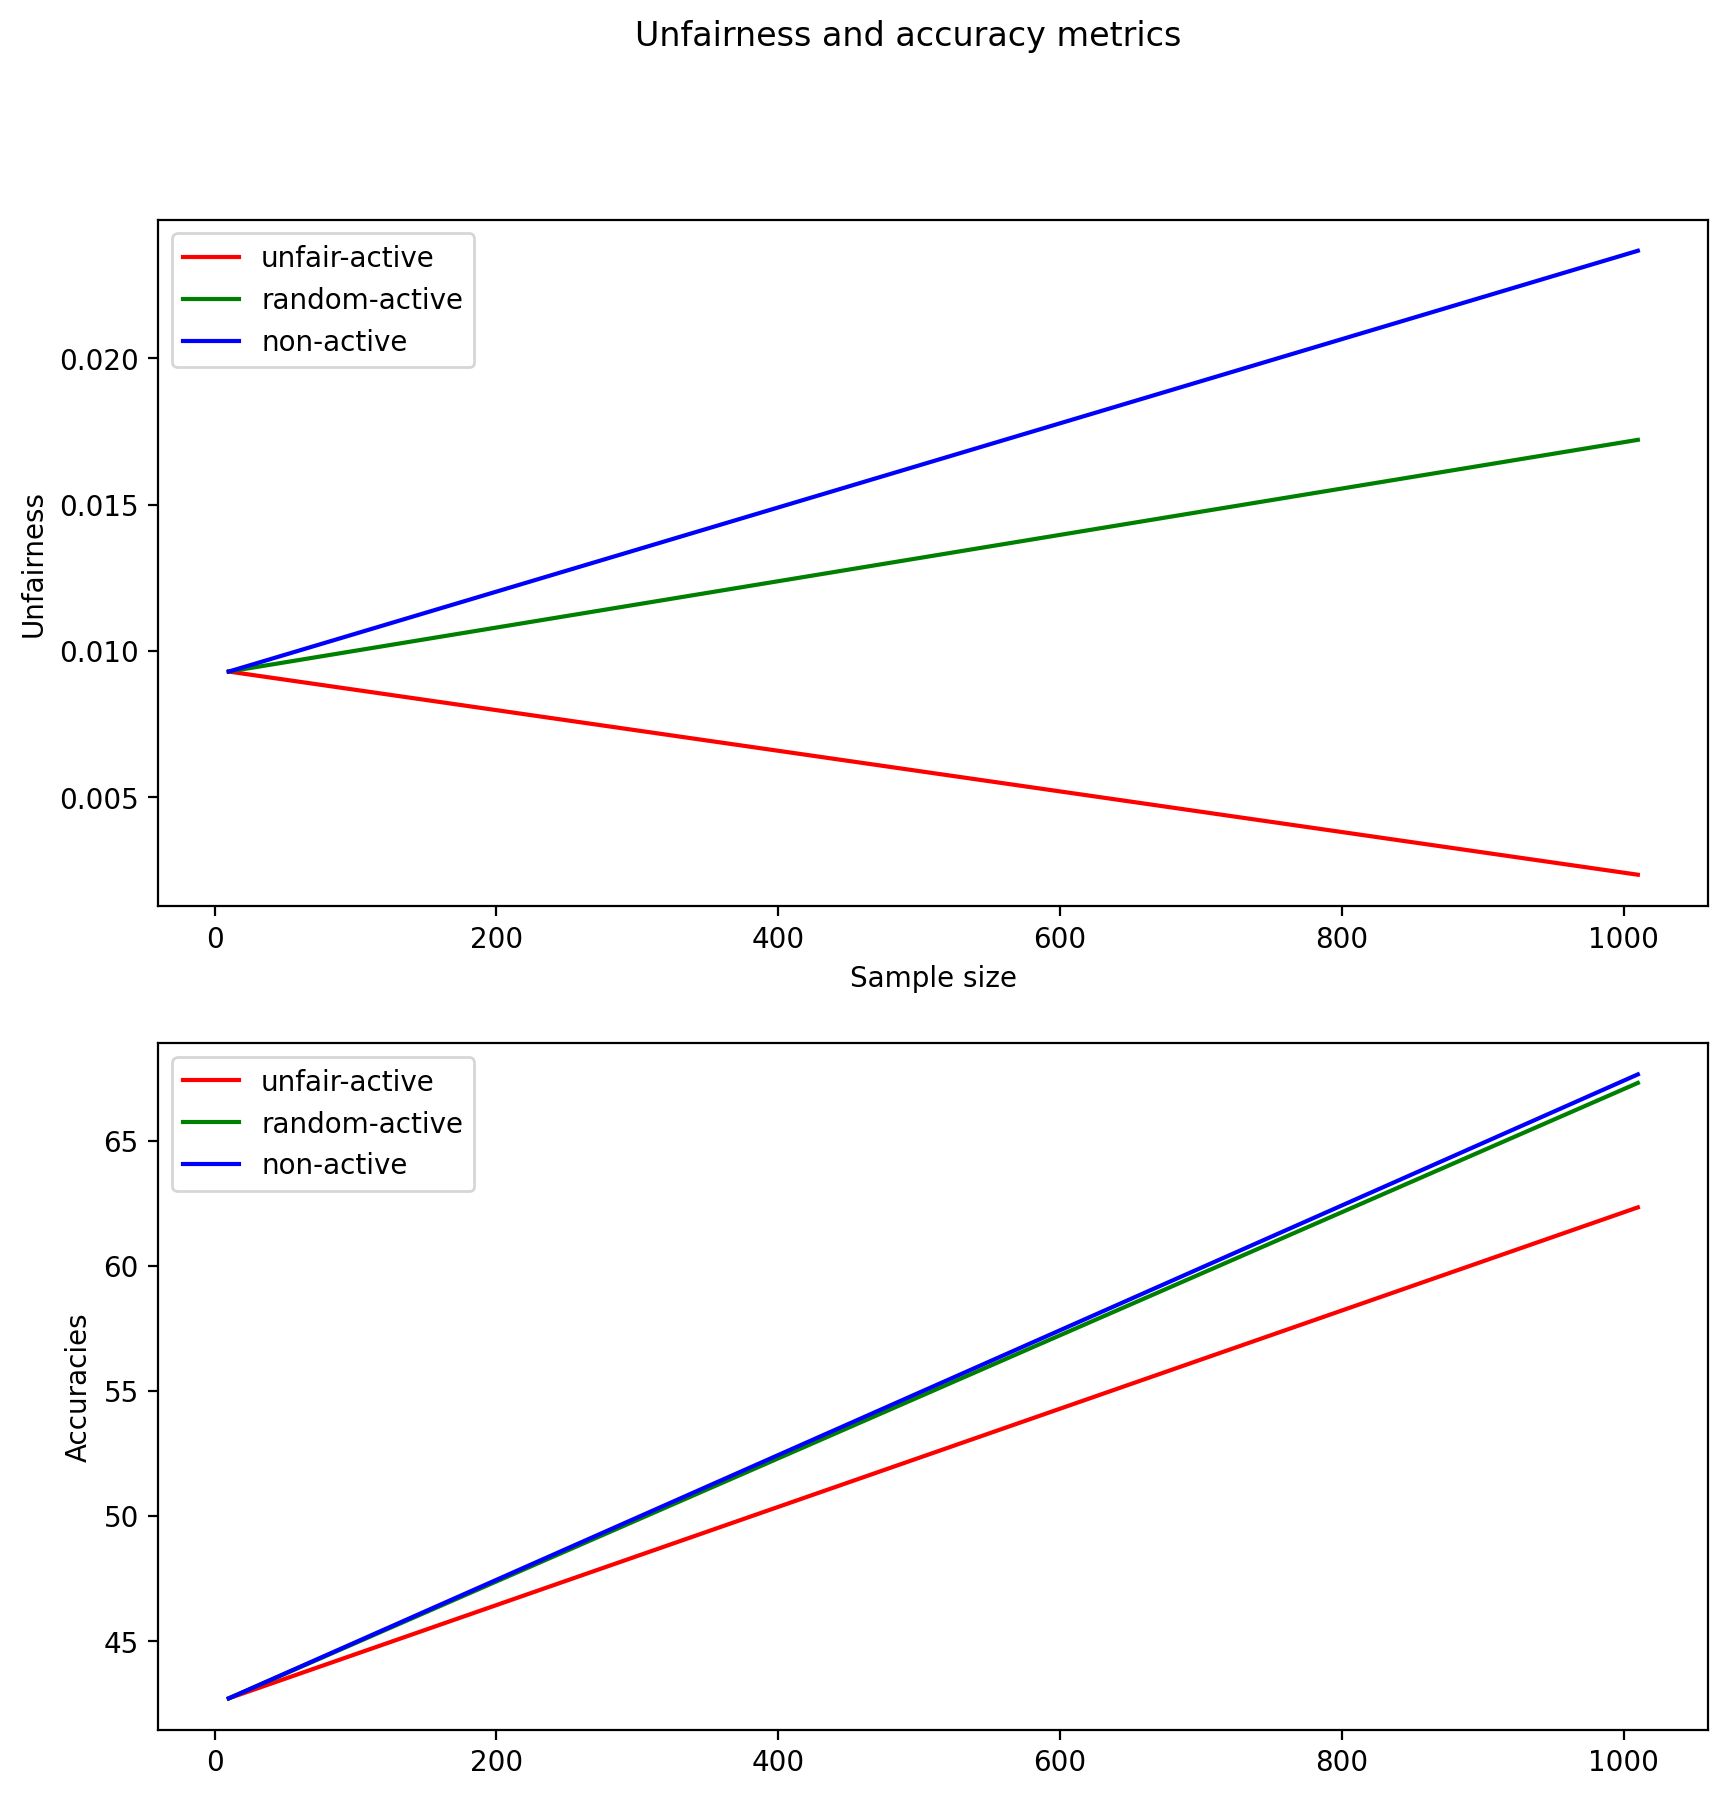 Unfairness and accuracy metrics
unfair-active
random-active
non-active
0.020
0.015
0.010
0.005
Unfairness
0 200 400 600 800 1000
Sample size
unfair-active
random-active
non-active
65
60
55
50
45
Accuracies
0 200 400 600 800 1000